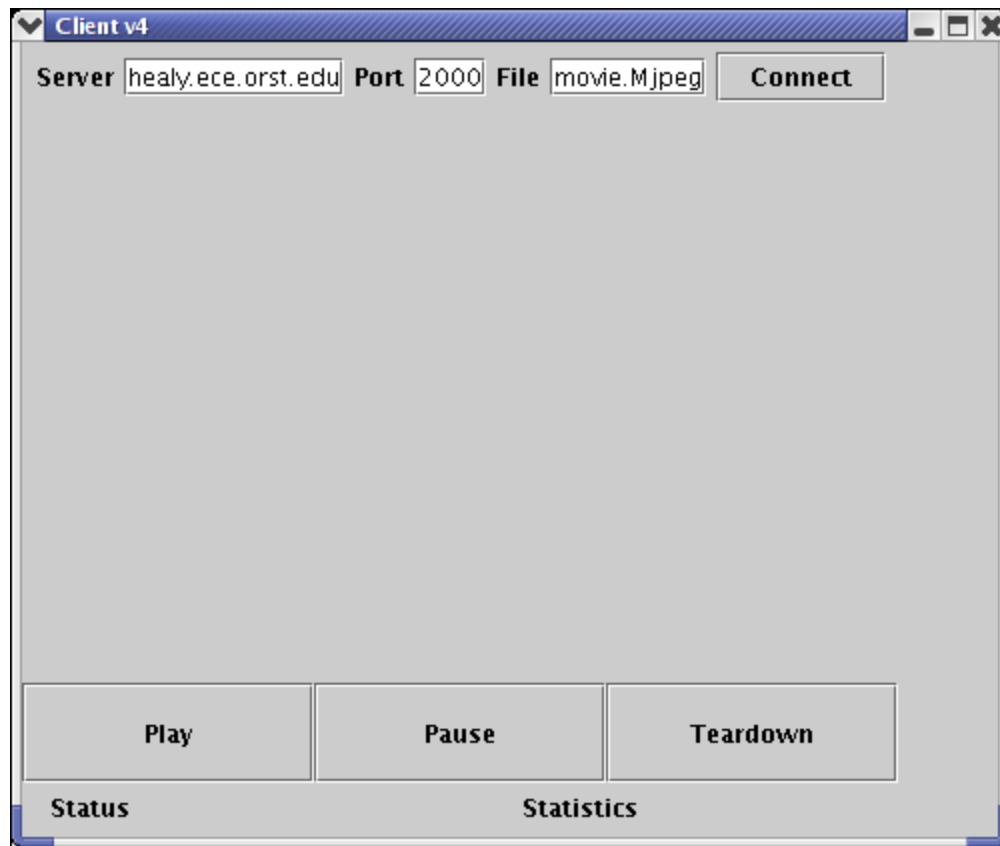 Client v4
Server healy.ece.orst.edu Port 2000 File movie.Mjpeg Connect
Play Pause Teardown
Status Statistics